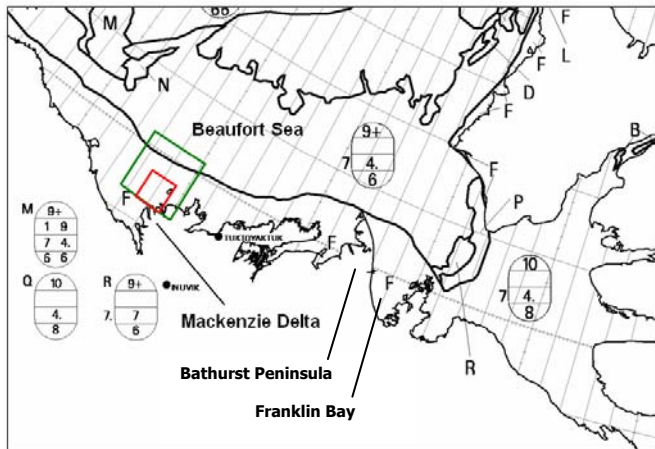 66
M
F
L
F
D
N
F
Beaufort Sea
9+
7 4.
6
B
F
P
F
M
9+
1 9
7 4.
6 6
TUKTOYAKTUK
F
10
7 4.
8
Q
10
4.
8
R
9+
7. 7
6
INUVIK
F
Mackenzie Delta
R
Bathurst Peninsula
Franklin Bay